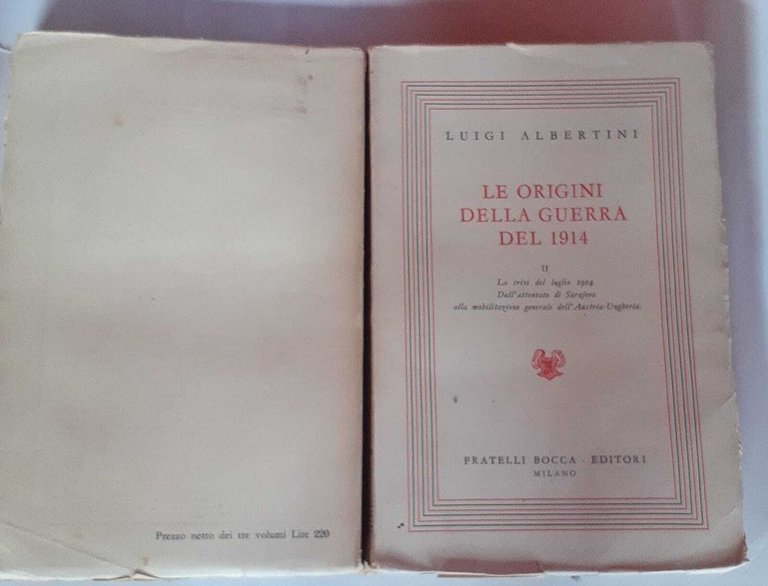 Prezzo netto dei tre volumi Lire 220
LUIGI ALBERTINI
LE ORIGINI
DELLA GUERRA
DEL 1914
II
La crisi del luglio 1914
Dall'attentato di Sarajevo
alla mobilitazione generale dell'Austria-Ungheria.
FRATELLI BOCCA - EDITORI
MILANO